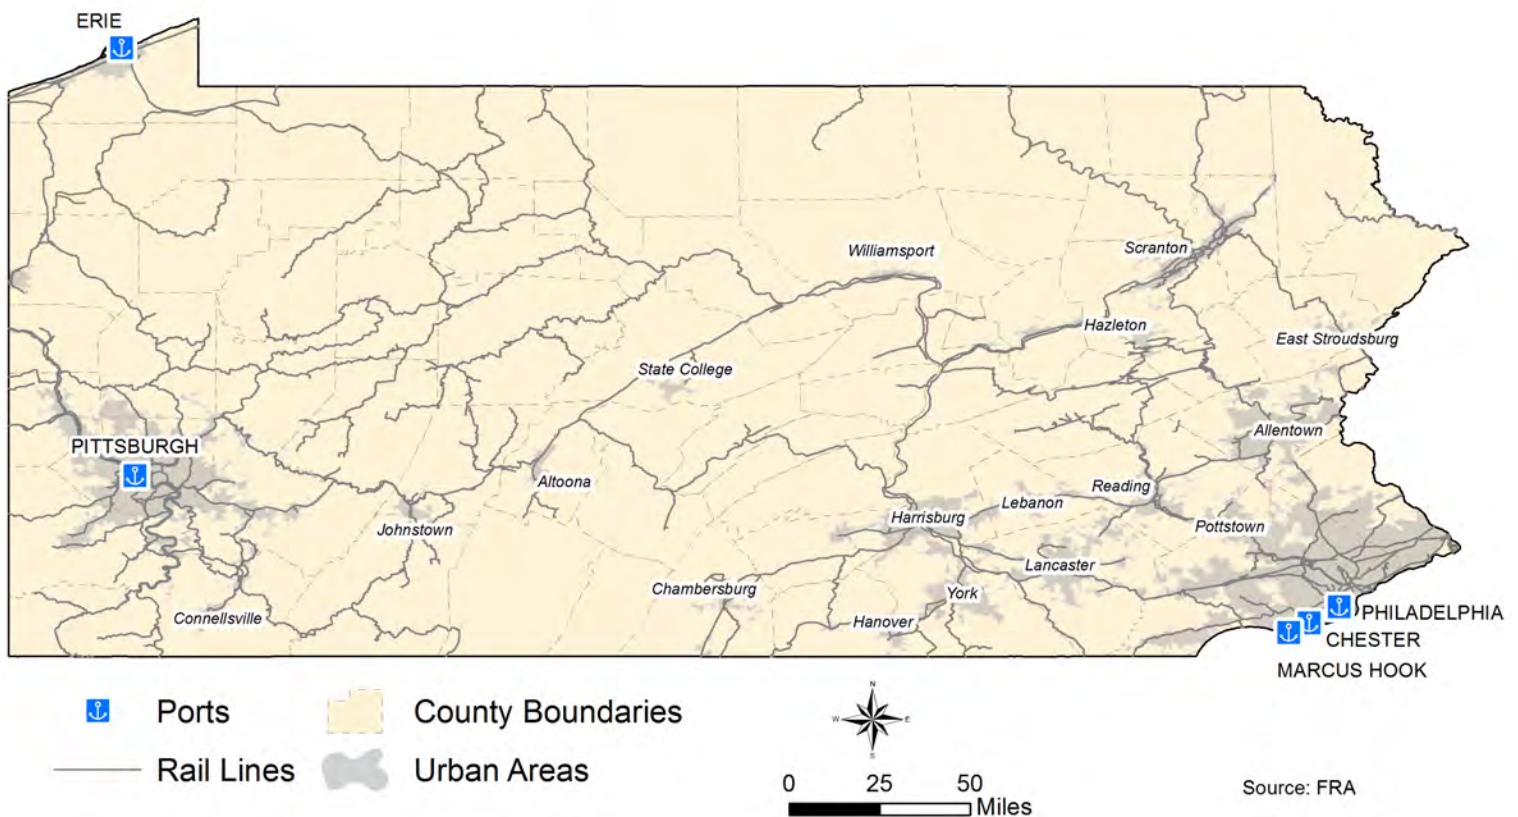 ERIE
Williamsport
Scranton
Hazleton
East Stroudsburg
State College
Allentown
PITTSBURGH
Altoona
Reading
Lebanon
Harrisburg
Pottstown
Johnstown
Lancaster
Chambersburg
York
Connellsville
Hanover
PHILADELPHIA
CHESTER
MARCUS HOOK
Ports
County Boundaries
Rail Lines
Urban Areas
N
W E
S
0 25 50
Miles
Source: FRA